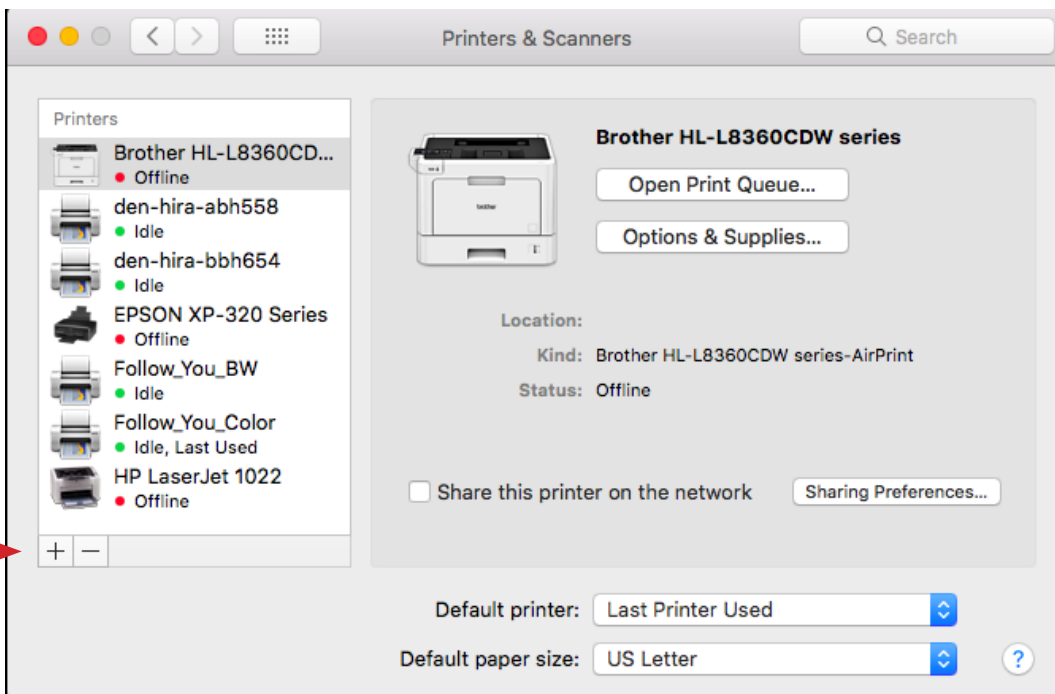 Printers & Scanners
Search
Printers
Brother HL-L8360CD...
Offline
den-hira-abh558
Idle
den-hira-bbh654
Idle
EPSON XP-320 Series
Offline
Follow_You_BW
Idle
Follow_You_Color
Idle, Last Used
HP LaserJet 1022
Offline
+ −
brother
Brother HL-L8360CDW series
Open Print Queue...
Options & Supplies...
Location:
Kind: Brother HL-L8360CDW series-AirPrint
Status: Offline
Share this printer on the network
Sharing Preferences...
Default printer: Last Printer Used
Default paper size: US Letter
?